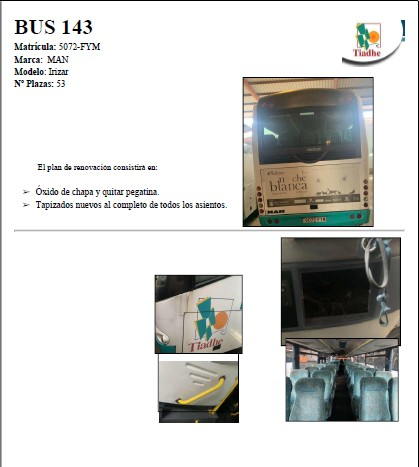 BUS 143
Matrícula: 5072-FYM
Marca: MAN
Modelo: Irizar
Nº Plazas: 53
Tiadhe
El plan de renovación consistirá en:
➢ Óxido de chapa y quitar pegatina.
➢ Tapizados nuevos al completo de todos los asientos.
blanca
MAN
Tiadhe